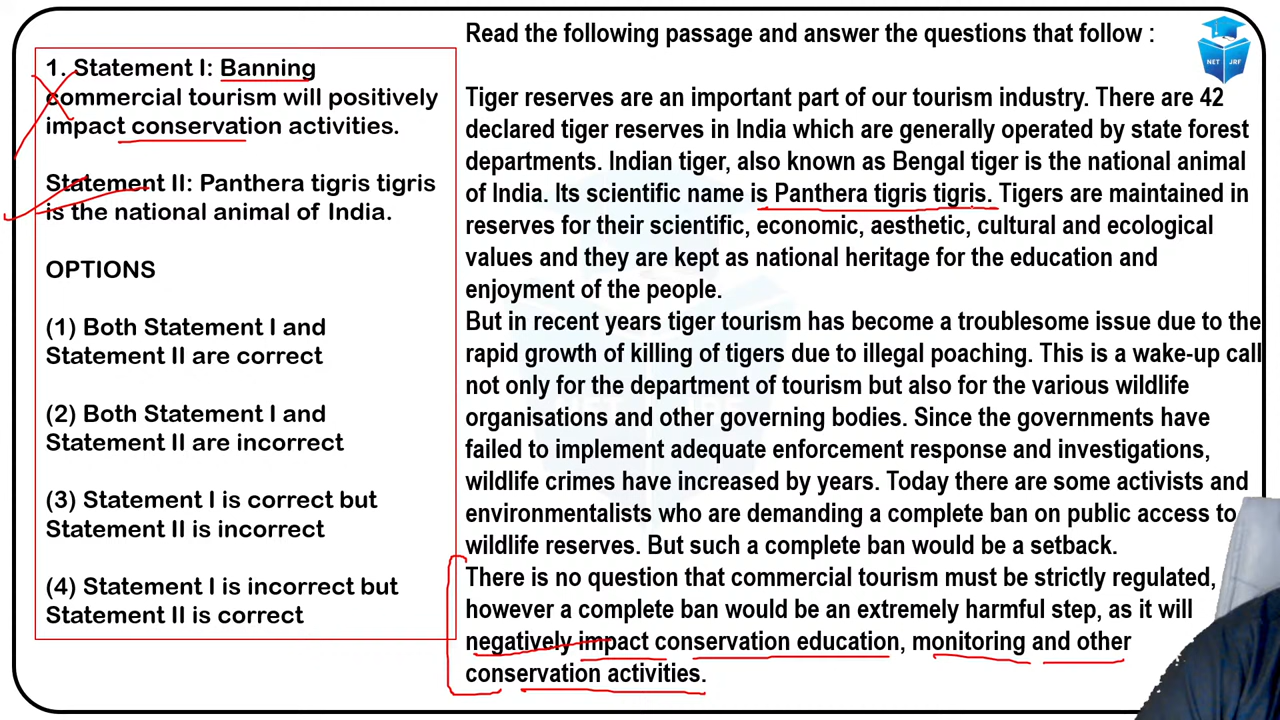 1. Statement I: Banning
commercial tourism will positively
impact conservation activities.
Statement II: Panthera tigris tigris
is the national animal of India.
OPTIONS
(1) Both Statement I and
Statement II are correct
(2) Both Statement I and
Statement II are incorrect
(3) Statement I is correct but
Statement II is incorrect
(4) Statement I is incorrect but
Statement II is correct
Read the following passage and answer the questions that follow :
Tiger reserves are an important part of our tourism industry. There are 42
declared tiger reserves in India which are generally operated by state forest
departments. Indian tiger, also known as Bengal tiger is the national animal
of India. Its scientific name is Panthera tigris tigris. Tigers are maintained in
reserves for their scientific, economic, aesthetic, cultural and ecological
values and they are kept as national heritage for the education and
enjoyment of the people.
But in recent years tiger tourism has become a troublesome issue due to the
rapid growth of killing of tigers due to illegal poaching. This is a wake-up call
not only for the department of tourism but also for the various wildlife
organisations and other governing bodies. Since the governments have
failed to implement adequate enforcement response and investigations,
wildlife crimes have increased by years. Today there are some activists and
environmentalists who are demanding a complete ban on public access to
wildlife reserves. But such a complete ban would be a setback.
There is no question that commercial tourism must be strictly regulated,
however a complete ban would be an extremely harmful step, as it will
negatively impact conservation education, monitoring and other
conservation activities.
NET JRF